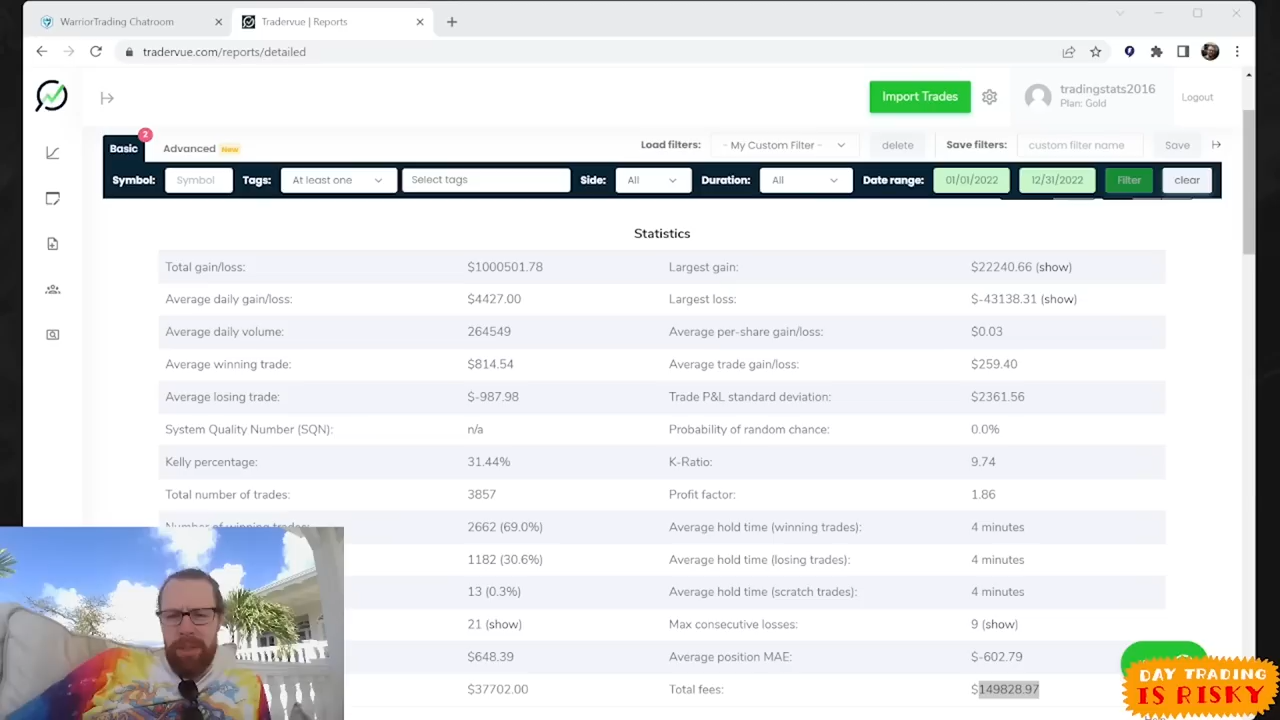 WarriorTrading Chatroom
Tradervue | Reports
tradervue.com/reports/detailed
Import Trades
tradingstats2016
Plan: Gold
Logout
2
Basic
Advanced New
Load filters: - My Custom Filter - delete Save filters: custom filter name Save
Symbol: Symbol Tags: At least one Select tags Side: All Duration: All Date range: 01/01/2022 12/31/2022 Filter clear
Statistics
Total gain/loss: $1000501.78 Largest gain: $22240.66 (show)
Average daily gain/loss: $4427.00 Largest loss: $-43138.31 (show)
Average daily volume: 264549 Average per-share gain/loss: $0.03
Average winning trade: $814.54 Average trade gain/loss: $259.40
Average losing trade: $-987.98 Trade P&L standard deviation: $2361.56
System Quality Number (SQN): n/a Probability of random chance: 0.0%
Kelly percentage: 31.44% K-Ratio: 9.74
Total number of trades: 3857 Profit factor: 1.86
Number of winning trades: 2662 (69.0%) Average hold time (winning trades): 4 minutes
1182 (30.6%) Average hold time (losing trades): 4 minutes
13 (0.3%) Average hold time (scratch trades): 4 minutes
21 (show) Max consecutive losses: 9 (show)
$648.39 Average position MAE: $-602.79
$37702.00 Total fees: $149828.97
DAY TRADING
IS RISKY